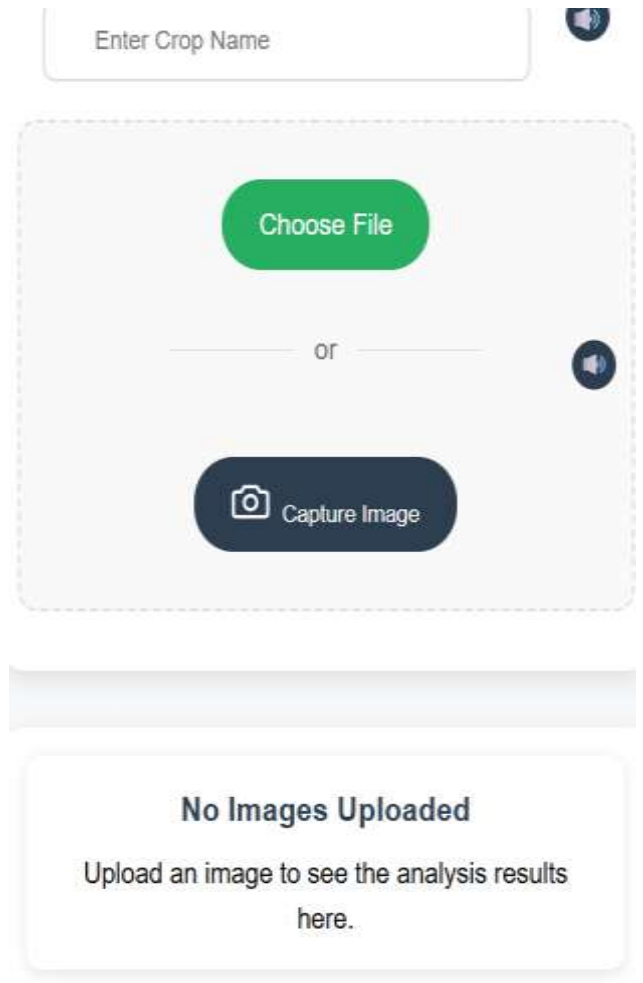 Enter Crop Name
Choose File
or
Capture Image
No Images Uploaded
Upload an image to see the analysis results
here.